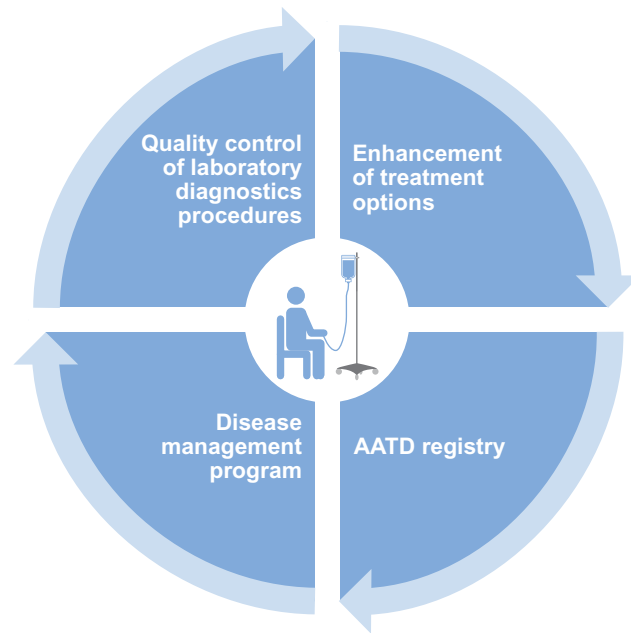 Quality control
of laboratory
diagnostics
procedures
Enhancement
of treatment
options
Disease
management
program
AATD registry